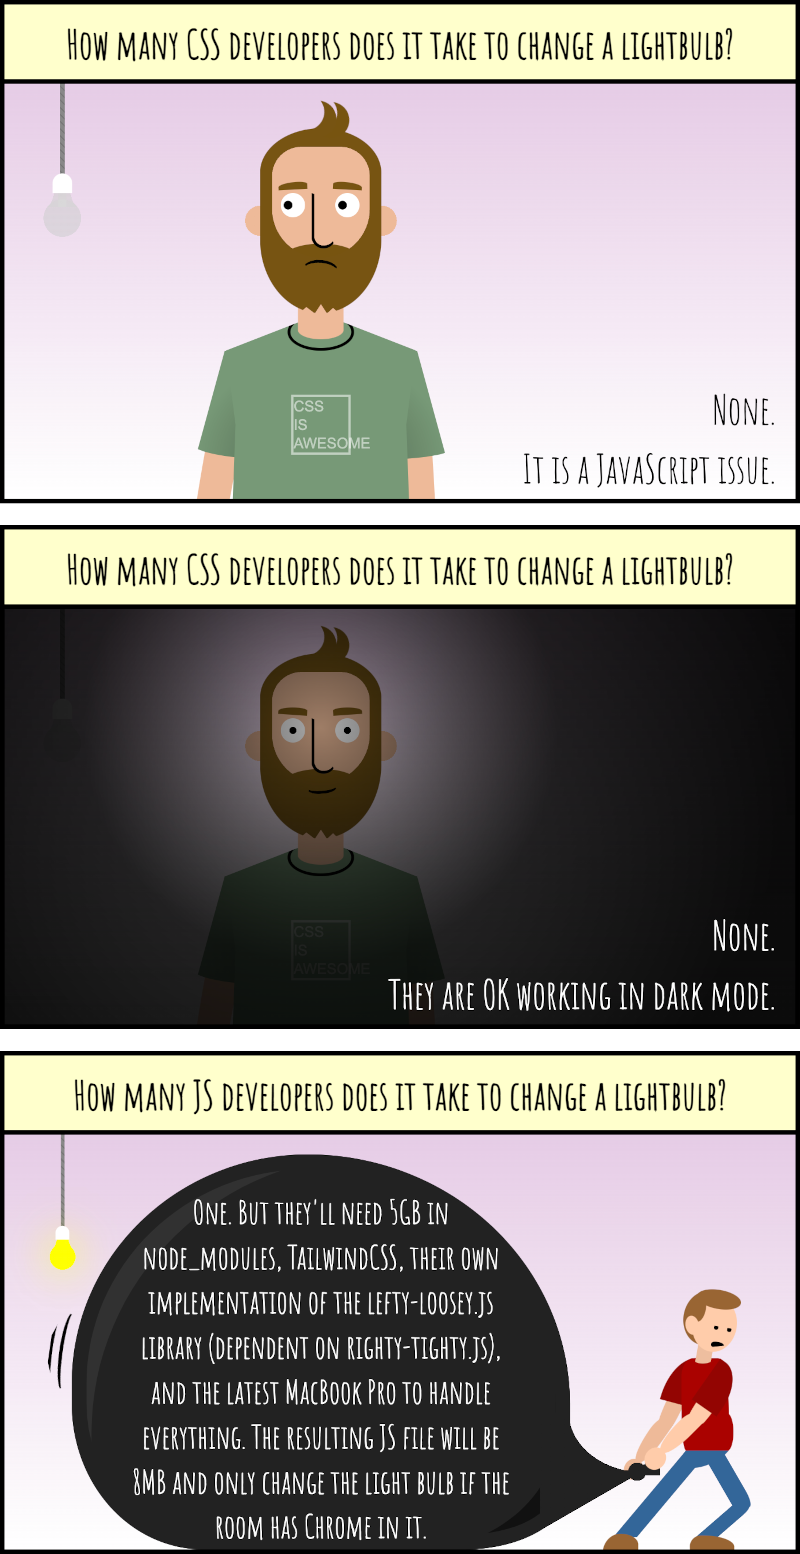 How many CSS developers does it take to change a lightbulb?
CSS
IS
AWESOME
None.
It is a JavaScript issue.
How many CSS developers does it take to change a lightbulb?
CSS
IS
AWESOME
None.
They are OK working in dark mode.
How many JS developers does it take to change a lightbulb?
One. But they'll need 5GB in
node_modules, TailwindCSS, their own
implementation of the lefty-loosey.js
library (dependent on righty-tighty.js),
and the latest MacBook Pro to handle
everything. The resulting JS file will be
8MB and only change the light bulb if the
room has Chrome in it.